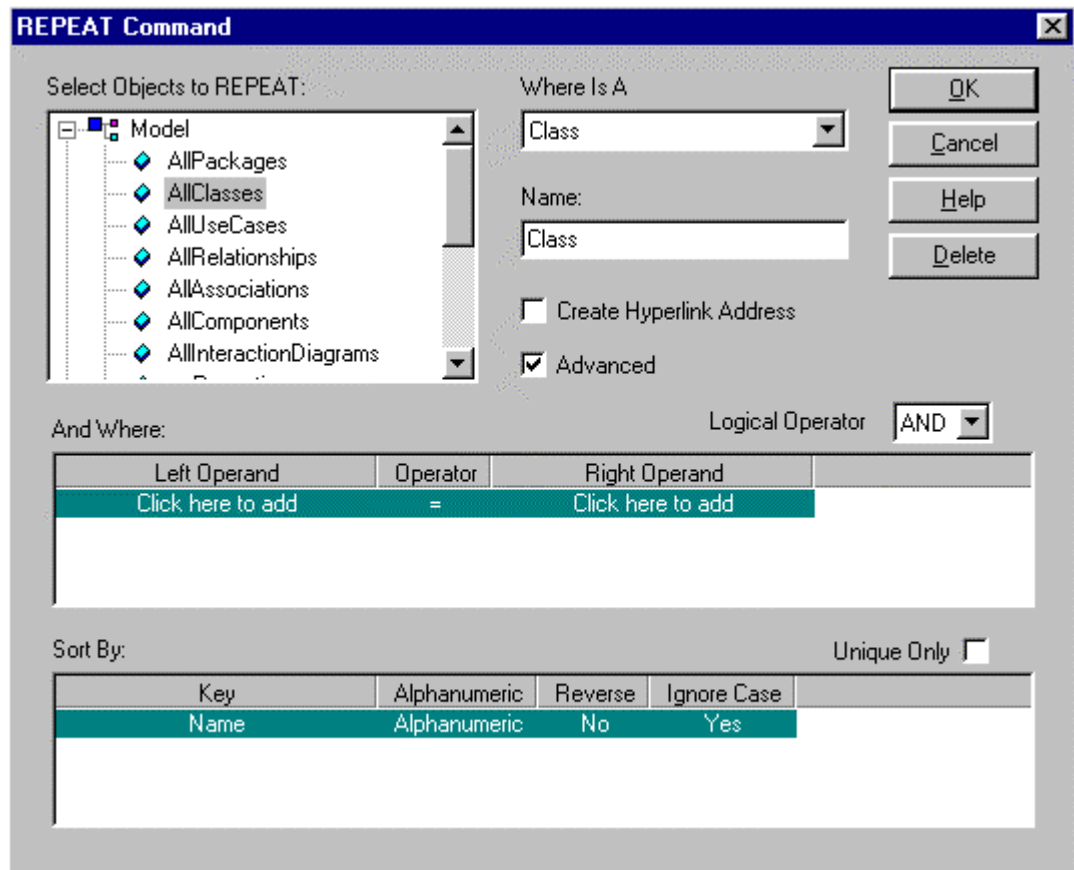 REPEAT Command
Select Objects to REPEAT:
Model
AllPackages
AllClasses
AllUseCases
AllRelationships
AllAssociations
AllComponents
AllInteractionDiagrams
Where Is A
Class
Name:
Class
Create Hyperlink Address
Advanced
OK
Cancel
Help
Delete
And Where:
Logical Operator AND
Left Operand Operator Right Operand
Click here to add = Click here to add
Sort By:
Unique Only
Key Alphanumeric Reverse Ignore Case
Name Alphanumeric No Yes